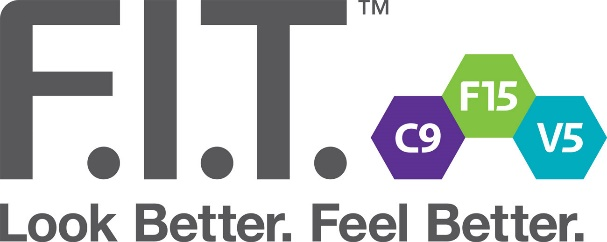 F.I.T.™
C9 F15 V5
Look Better. Feel Better.